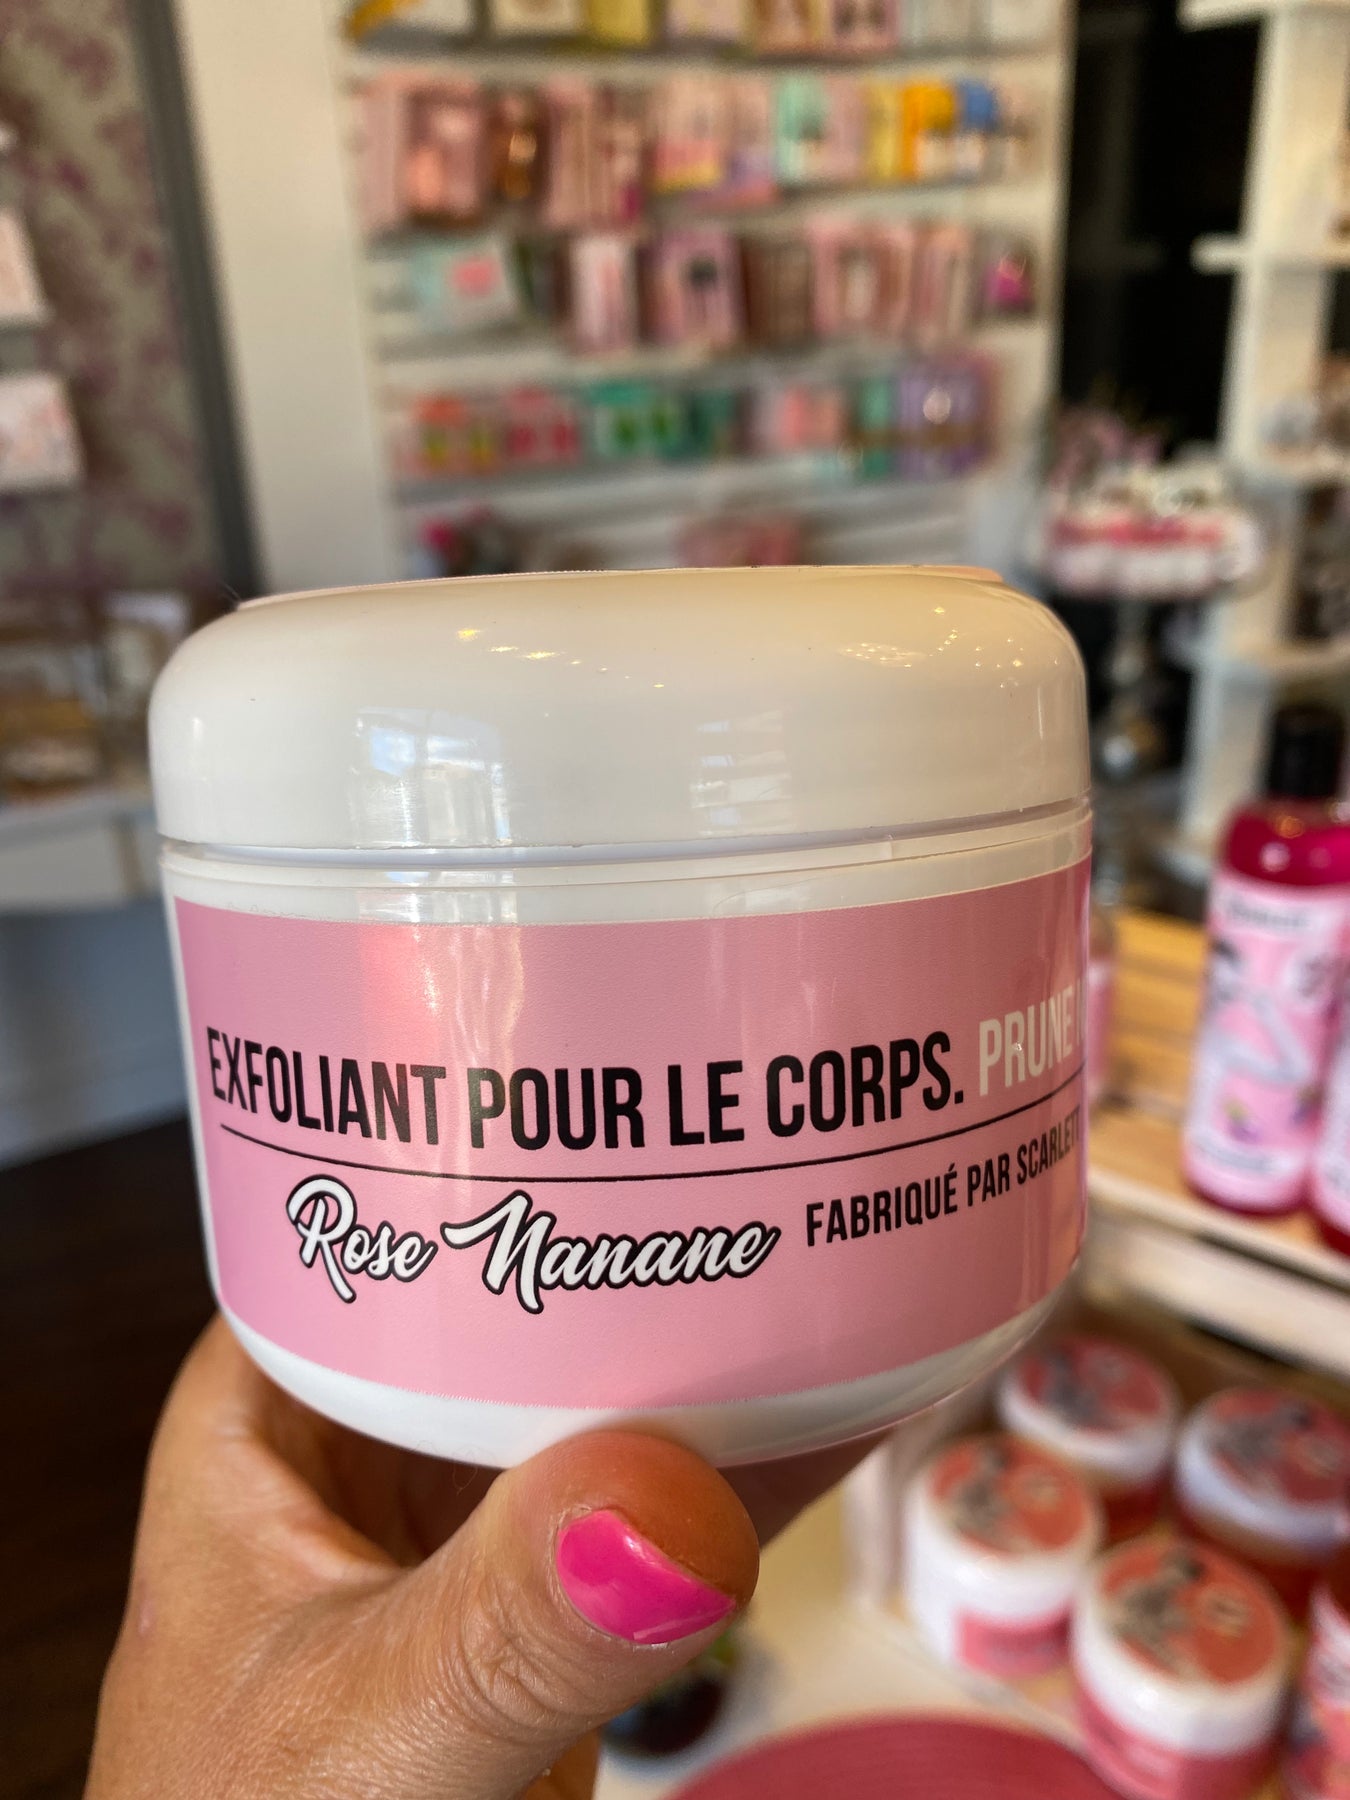 EXFOLIANT POUR LE CORPS. PRUNE
Rose Nanane FABRIQUÉ PAR SCARLETT